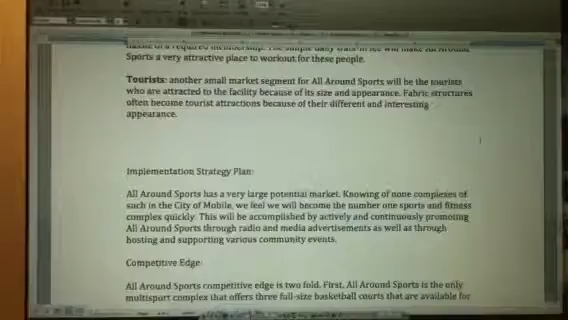 Sports a very attractive place to workout for these people.
Tourists: another small market segment for All Around Sports will be the tourists
who are attracted to the facility because of its size and appearance. Fabric structures
often become tourist attractions because of their different and interesting
appearance.
Implementation Strategy Plan:
All Around Sports has a very large potential market. Knowing of none complexes of
such in the City of Mobile, we feel we will become the number one sports and fitness
complex quickly. This will be accomplished by actively and continuously promoting
All Around Sports through radio and media advertisements as well as through
hosting and supporting various community events.
Competitive Edge:
All Around Sports competitive edge is two fold. First, All Around Sports is the only
multisport complex that offers three full-size basketball courts that are available for